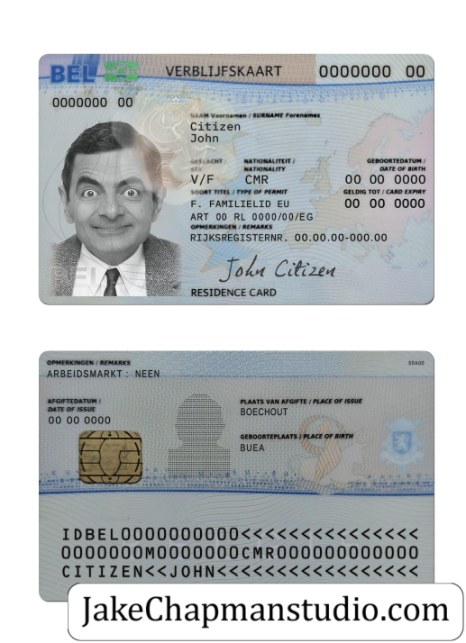 BEL VERBLIJFSKAART 0000000 00
0000000 00
NAAM Voornamen / SURNAME Forenames
Citizen
John
GESLACHT / NATIONALITEIT / GEBOORTEDATUM /
SEX NATIONALITY DATE OF BIRTH
V/F CMR 00 00 0000
SOORT TITEL / TYPE OF PERMIT GELDIG TOT / CARD EXPIRY
F. FAMILIELID EU 00 00 0000
ART 00 RL 0000/00/EG
OPMERKINGEN / REMARKS
RIJKSREGISTERNR. 00.00.00-000.00
John Citizen
RESIDENCE CARD
OPMERKINGEN / REMARKS
ARBEIDSMARKT: NEEN
AFGIFTEDATUM / PLAATS VAN AFGIFTE / PLACE OF ISSUE
DATE OF ISSUE BOECHOUT
00 00 0000
GEBOORTEPLAATS / PLACE OF BIRTH
BUEA
IDBEL0000000000<<<<<<<<<<<<<<<
0000000M0000000CMR000000000000
CITIZEN<<JOHN<<<<<<<<<<<<<<<<<
JakeChapmanstudio.com